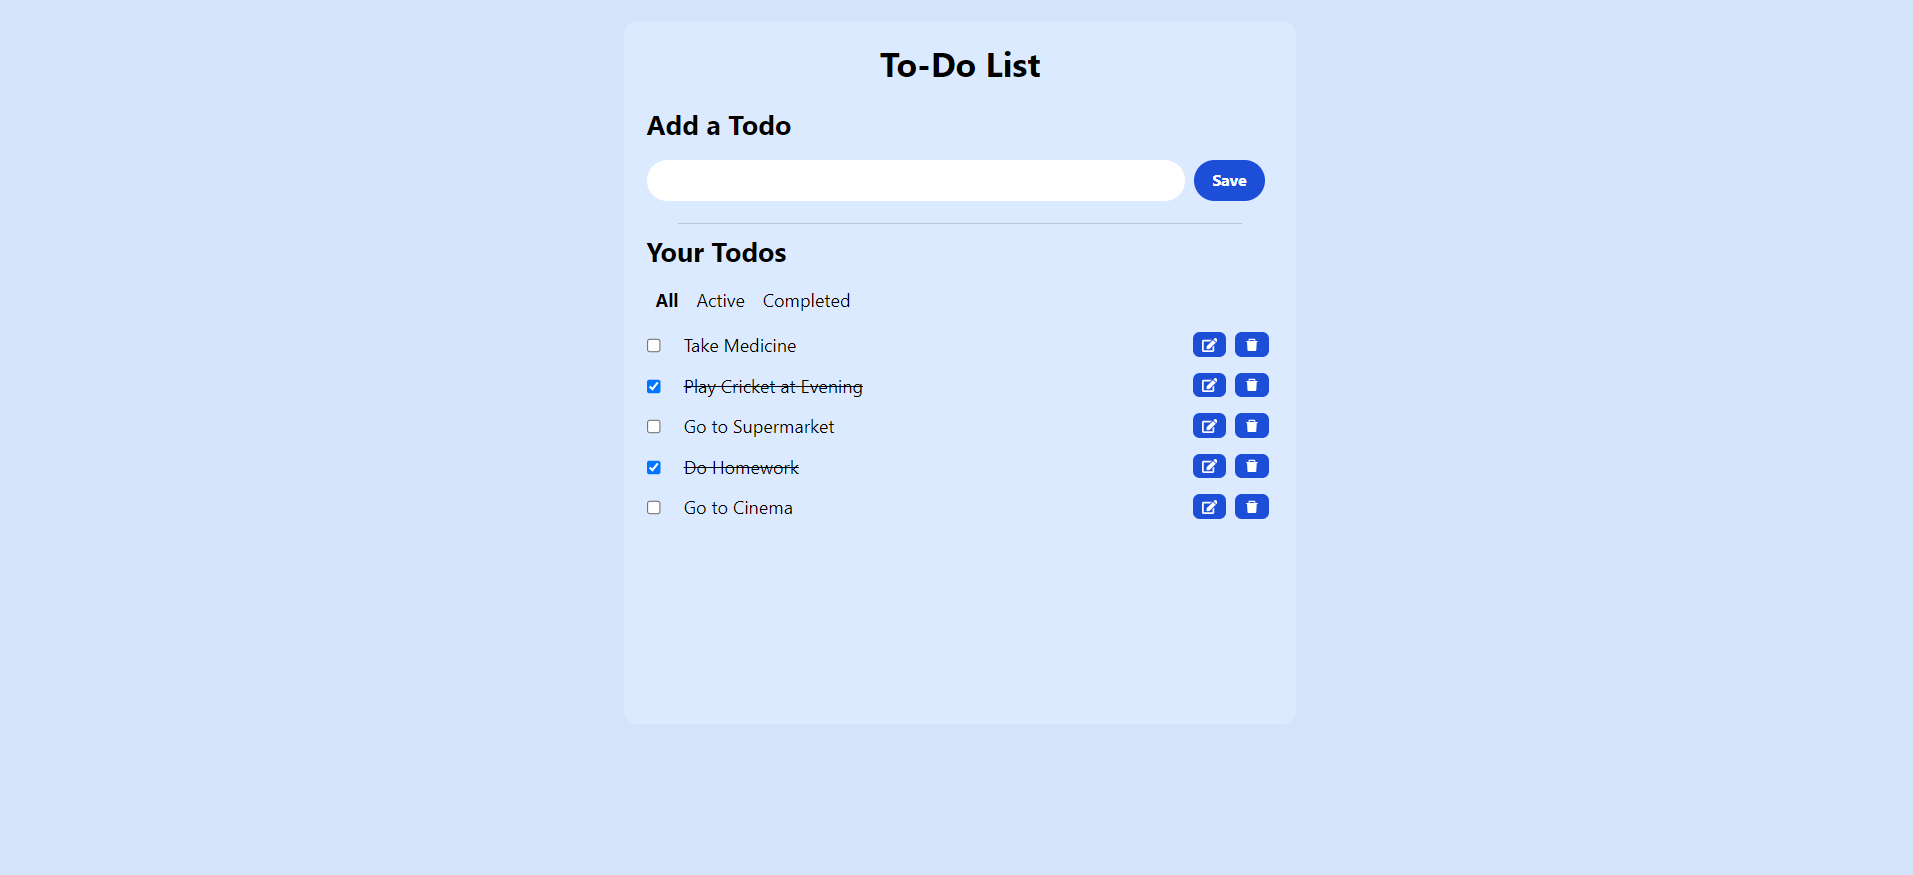 To-Do List
Add a Todo
Save
Your Todos
All Active Completed
Take Medicine
Play Cricket at Evening
Go to Supermarket
Do Homework
Go to Cinema